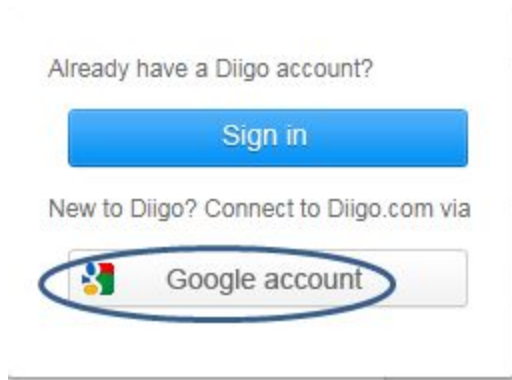 Already have a Diigo account?
Sign in
New to Diigo? Connect to Diigo.com via
Google account